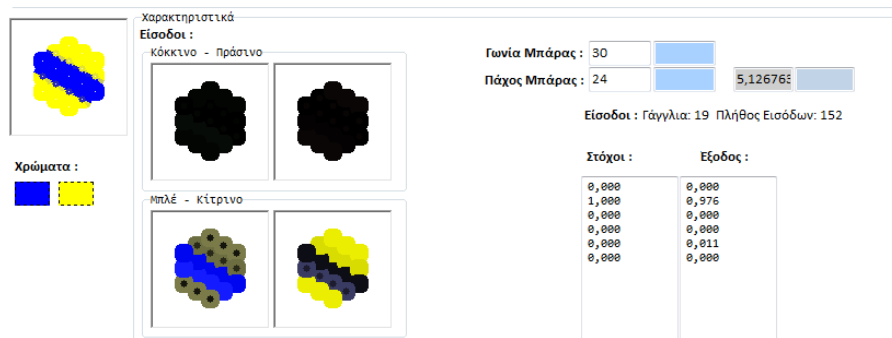 Χαρακτηριστικά
Είσοδοι :
Κόκκινο - Πράσινο
Γωνία Μπάρας : 30
Πάχος Μπάρας : 24 5,126763
Είσοδοι : Γάγγλια: 19 Πλήθος Εισόδων: 152
Χρώματα :
Στόχοι : Έξοδος :
0,000 0,000
1,000 0,976
0,000 0,000
0,000 0,000
0,000 0,011
0,000 0,000
Μπλέ - Κίτρινο